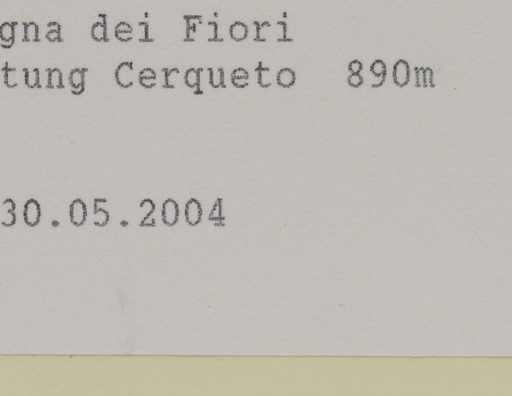 gna dei Fiori
tung Cerqueto 890m
30.05.2004